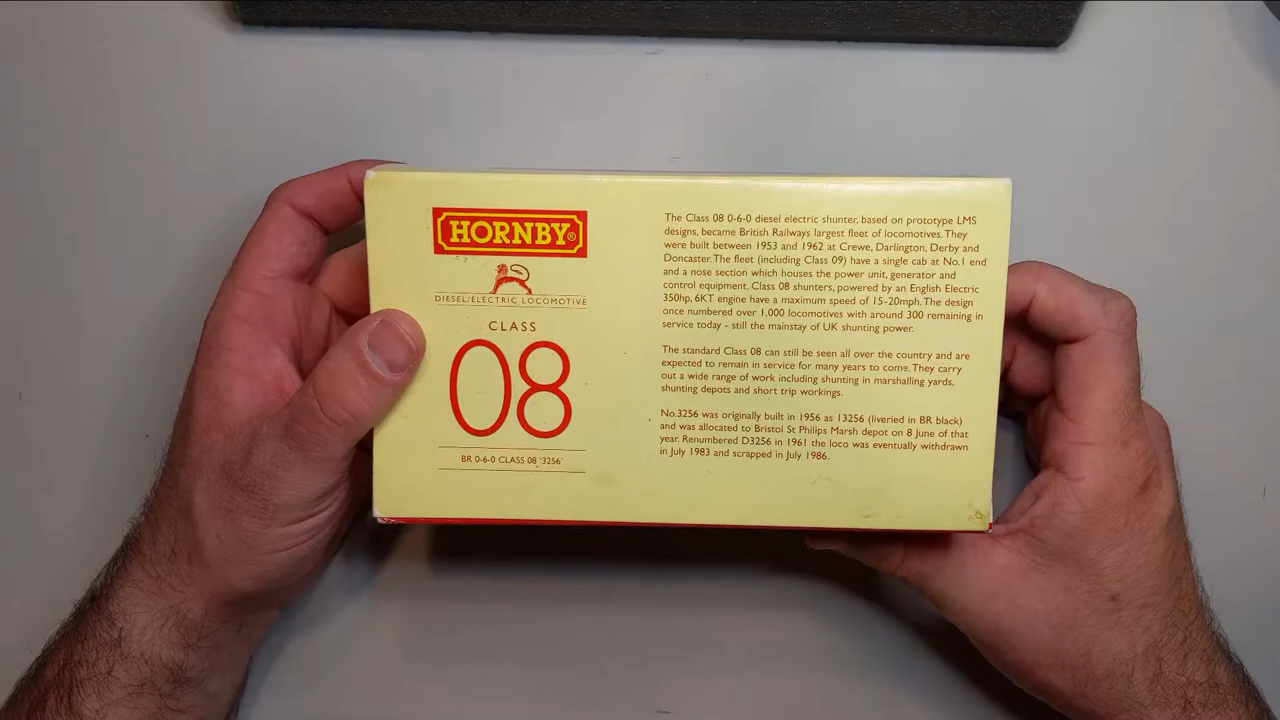 HORNBY®
DIESEL/ELECTRIC LOCOMOTIVE
CLASS
08
BR 0-6-0 CLASS 08 '3256'
The Class 08 0-6-0 diesel electric shunter, based on prototype LMS
designs, became British Railways largest fleet of locomotives. They
were built between 1953 and 1962 at Crewe, Darlington, Derby and
Doncaster. The fleet (including Class 09) have a single cab at No.1 end
and a nose section which houses the power unit, generator and
control equipment. Class 08 shunters, powered by an English Electric
350hp, 6KT engine have a maximum speed of 15-20mph. The design
once numbered over 1,000 locomotives with around 300 remaining in
service today - still the mainstay of UK shunting power.
The standard Class 08 can still be seen all over the country and are
expected to remain in service for many years to come. They carry
out a wide range of work including shunting in marshalling yards,
shunting depots and short trip workings.
No.3256 was originally built in 1956 as 13256 (liveried in BR black)
and was allocated to Bristol St Philips Marsh depot on 8 June of that
year. Renumbered D3256 in 1961 the loco was eventually withdrawn
in July 1983 and scrapped in July 1986.